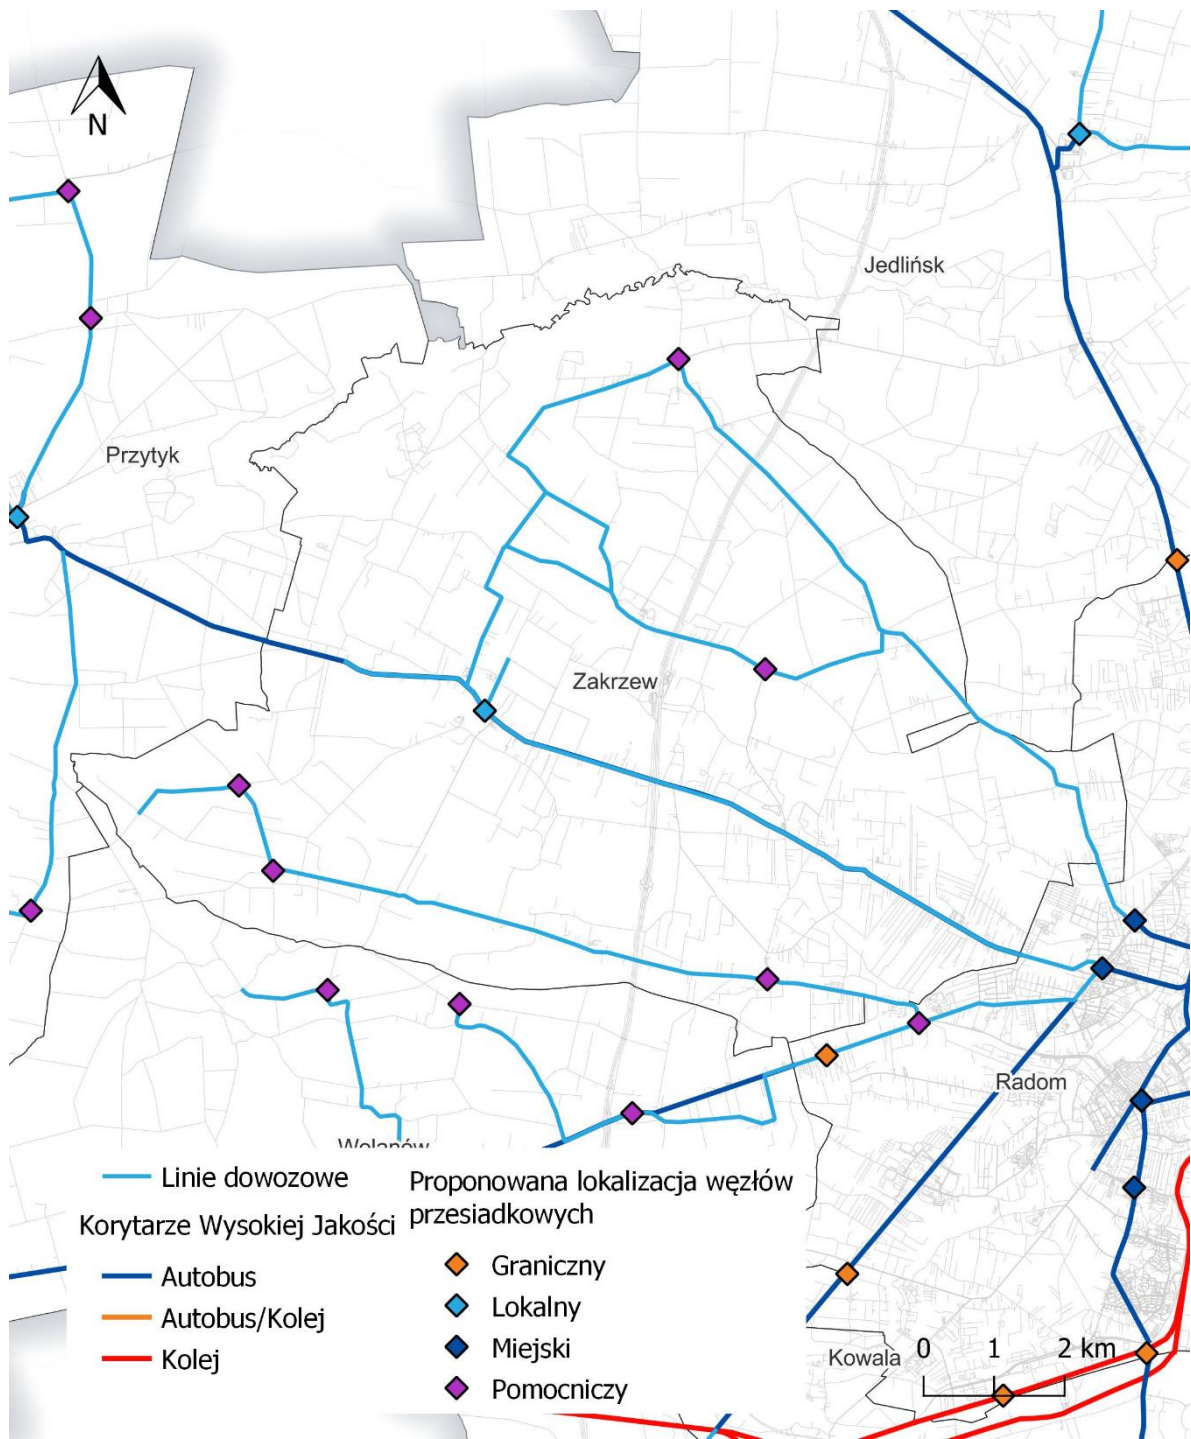 N
Jedlińsk
Przytyk
Zakrzew
Radom
Wolanów
Linie dowozowe
Korytarze Wysokiej Jakości
Autobus
Autobus/Kolej
Kolej
Proponowana lokalizacja węzłów
przesiadkowych
Graniczny
Lokalny
Miejski
Pomocniczy
Kowala
0 1 2 km